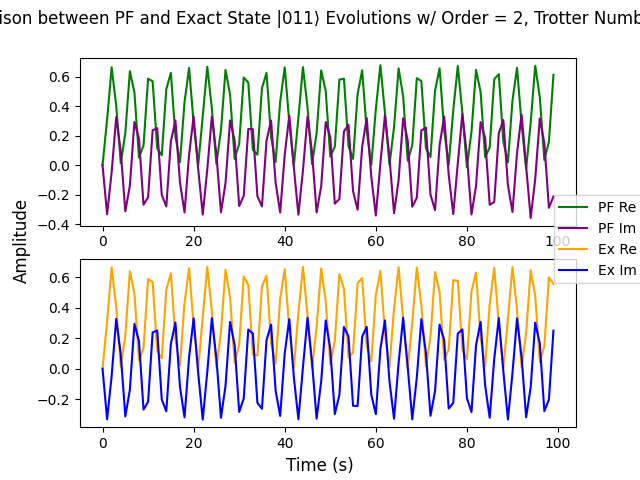 ison between PF and Exact State |011⟩ Evolutions w/ Order = 2, Trotter Numb
0.6
0.4
0.2
0.0
−0.2
−0.4
0 20 40 60 80 100
PF Re
PF Im
Ex Re
Ex Im
Amplitude
0.6
0.4
0.2
0.0
−0.2
0 20 40 60 80 100
Time (s)